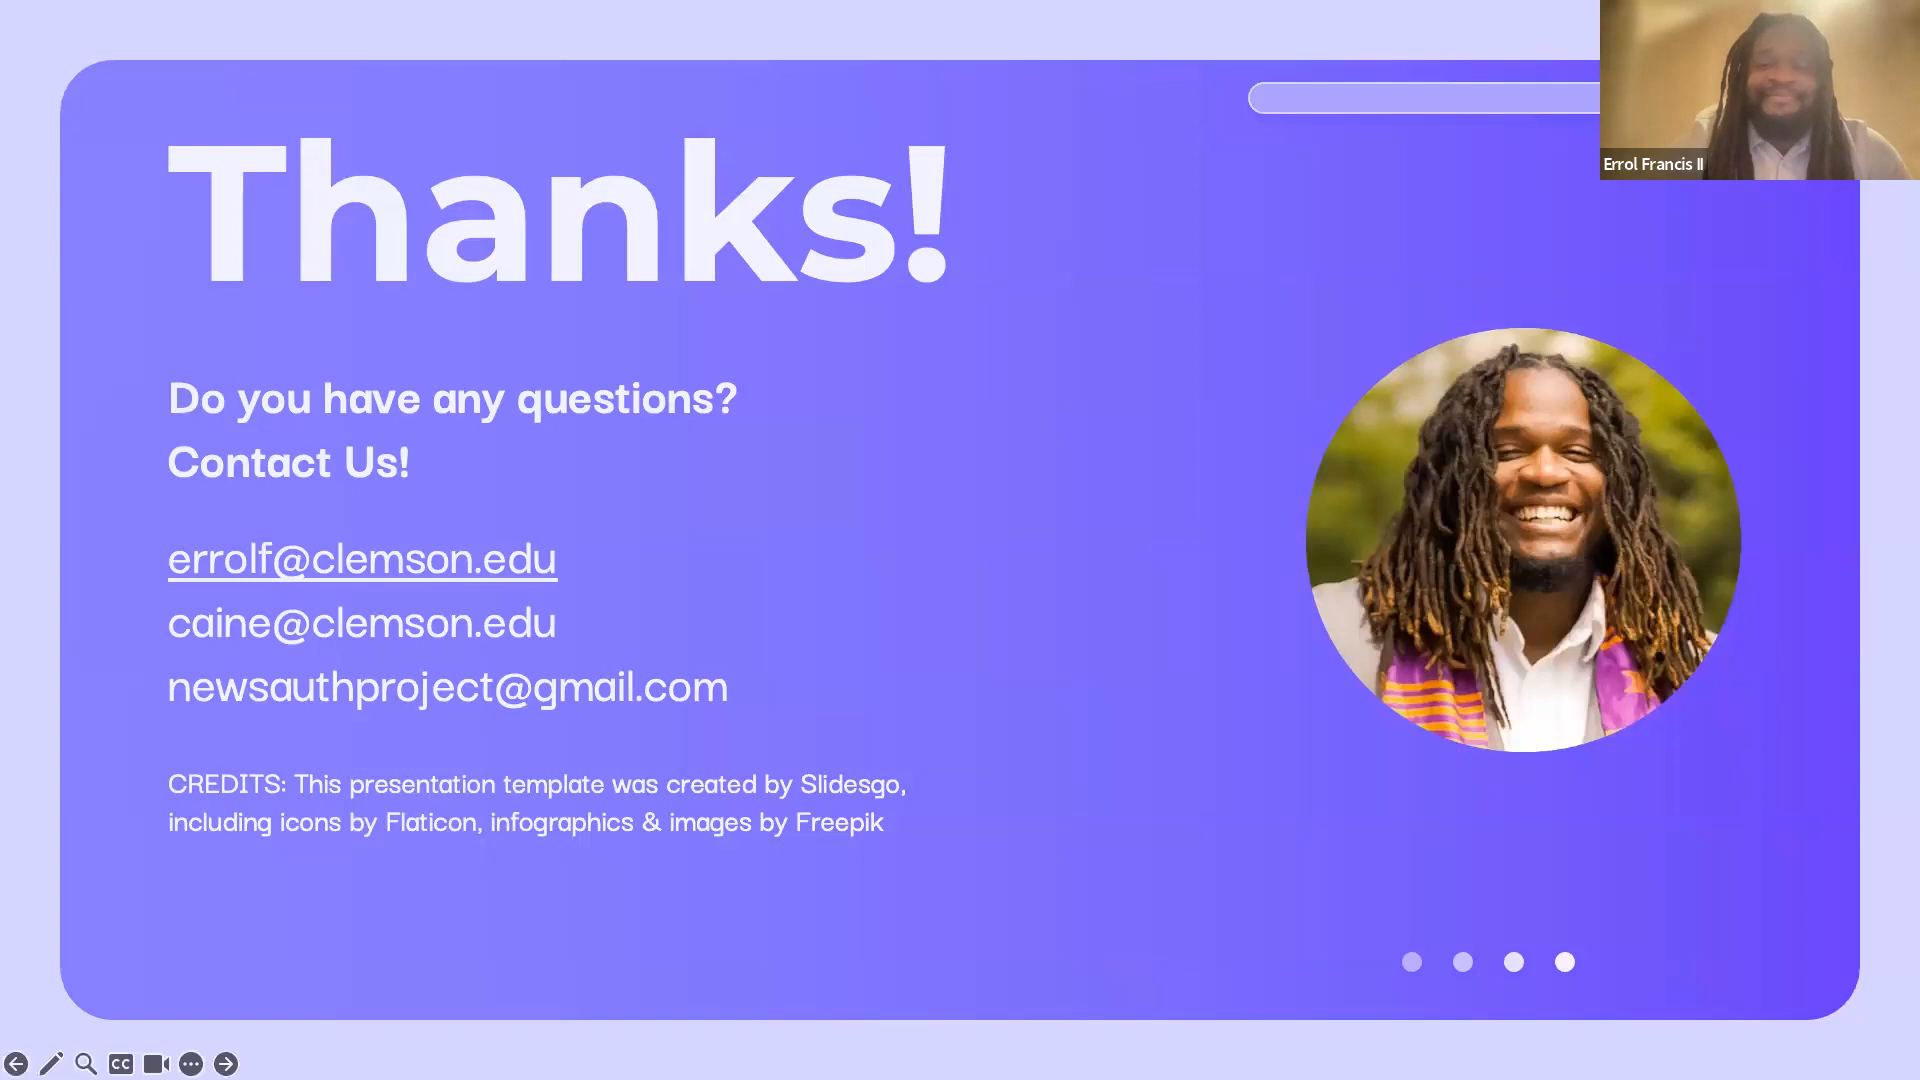 Thanks!
Errol Francis II
Do you have any questions?
Contact Us!
errolf@clemson.edu
caine@clemson.edu
newsauthproject@gmail.com
CREDITS: This presentation template was created by Slidesgo,
including icons by Flaticon, infographics & images by Freepik
CC